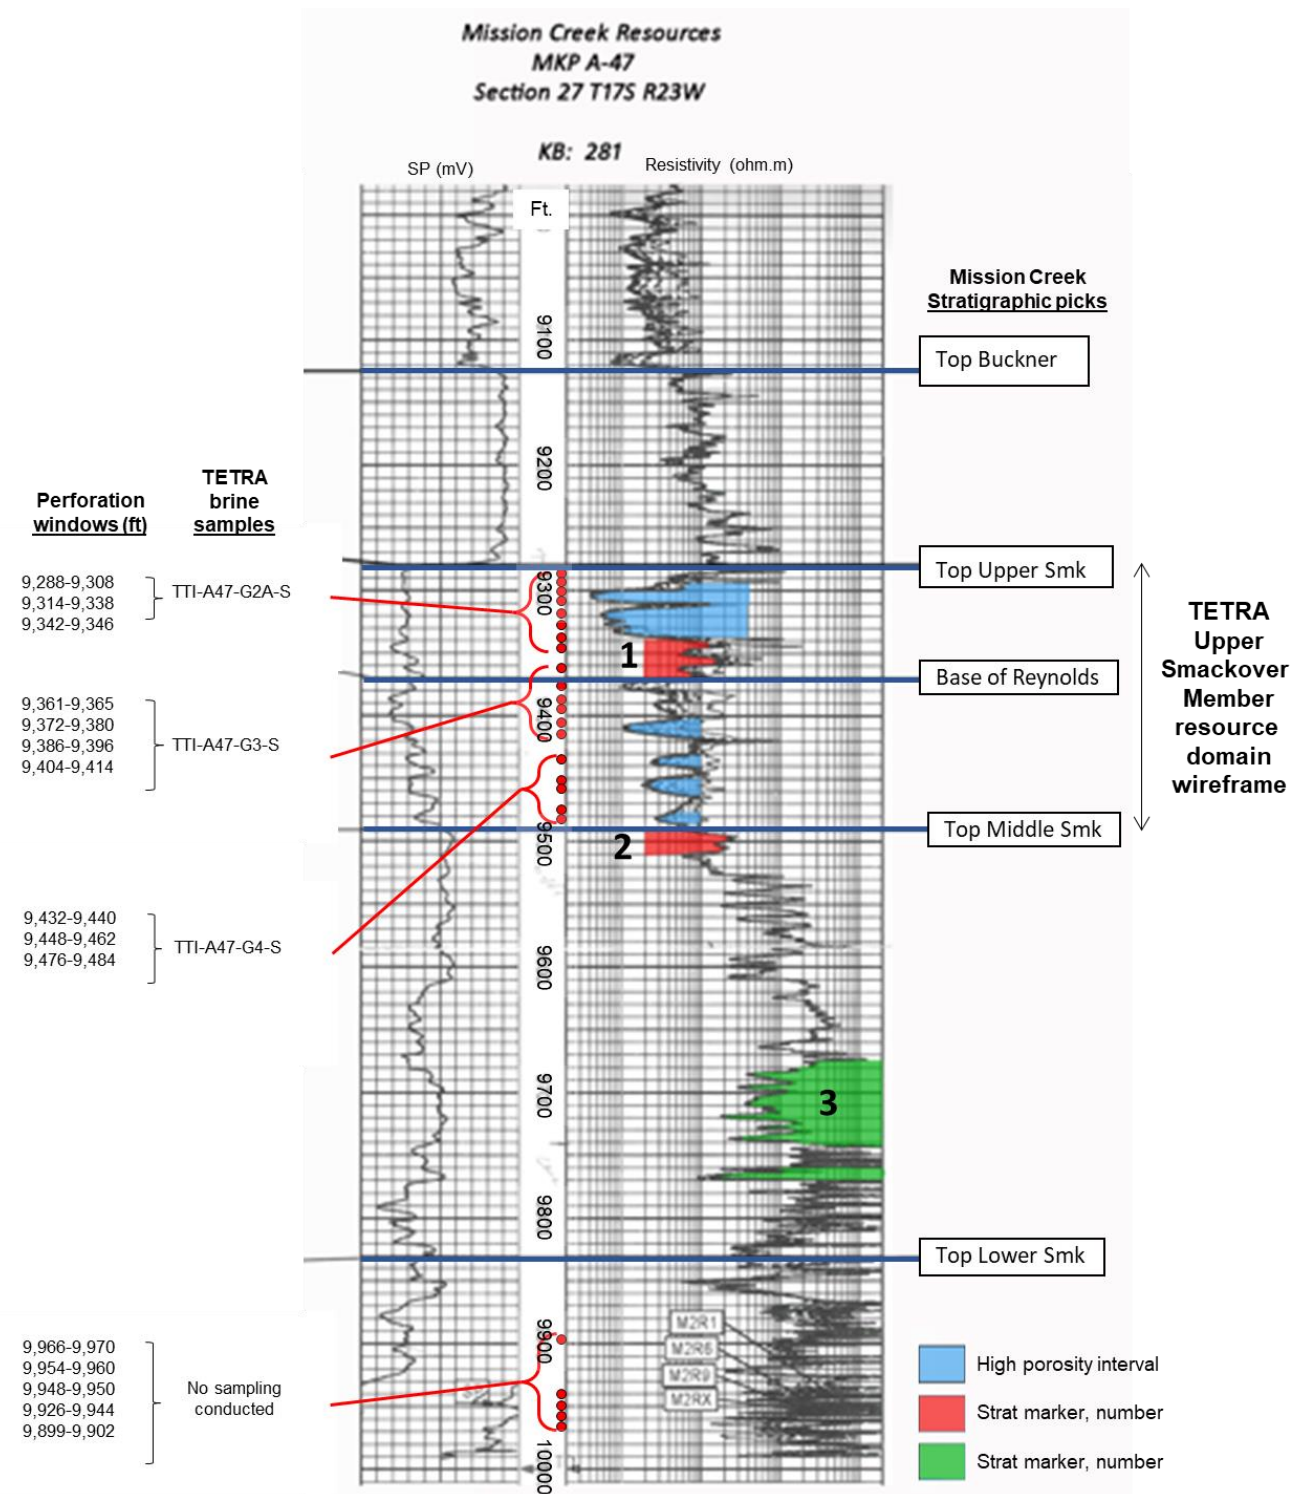 Mission Creek Resources
MKP A-47
Section 27 T17S R23W
KB: 281
SP (mV)
Resistivity (ohm.m)
Ft.
9100
9200
9300
9400
9500
9600
9700
9800
9900
10000
Mission Creek
Stratigraphic picks
Top Buckner
Top Upper Smk
Base of Reynolds
Top Middle Smk
Top Lower Smk
TETRA
Upper
Smackover
Member
resource
domain
wireframe
Perforation
windows (ft)
TETRA
brine
samples
9,288-9,308
9,314-9,338
9,342-9,346
TTI-A47-G2A-S
9,361-9,365
9,372-9,380
9,386-9,396
9,404-9,414
TTI-A47-G3-S
9,432-9,440
9,448-9,462
9,476-9,484
TTI-A47-G4-S
9,966-9,970
9,954-9,960
9,948-9,950
9,926-9,944
9,899-9,902
No sampling
conducted
1
2
3
M2R1
M2R6
M2R9
M2RX
High porosity interval
Strat marker, number
Strat marker, number